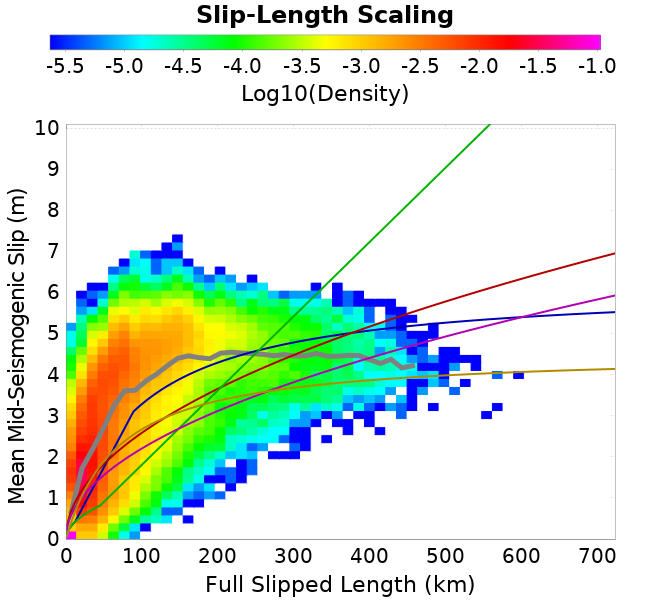 Slip-Length Scaling
-5.5 -5.0 -4.5 -4.0 -3.5 -3.0 -2.5 -2.0 -1.5 -1.0
Log10(Density)
10
9
8
7
6
5
4
3
2
1
0
Mean Mid-Seismogenic Slip (m)
0 100 200 300 400 500 600 700
Full Slipped Length (km)